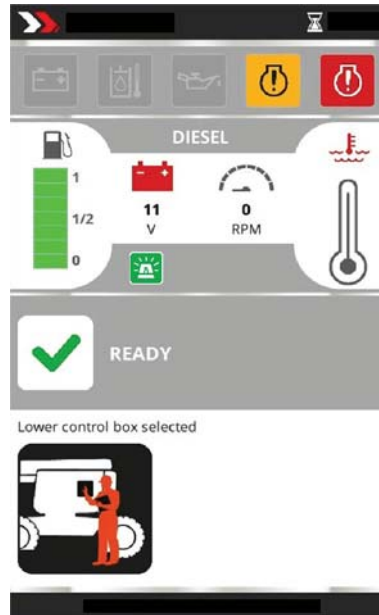 DIESEL
1
1/2
0
11
V
0
RPM
READY
Lower control box selected